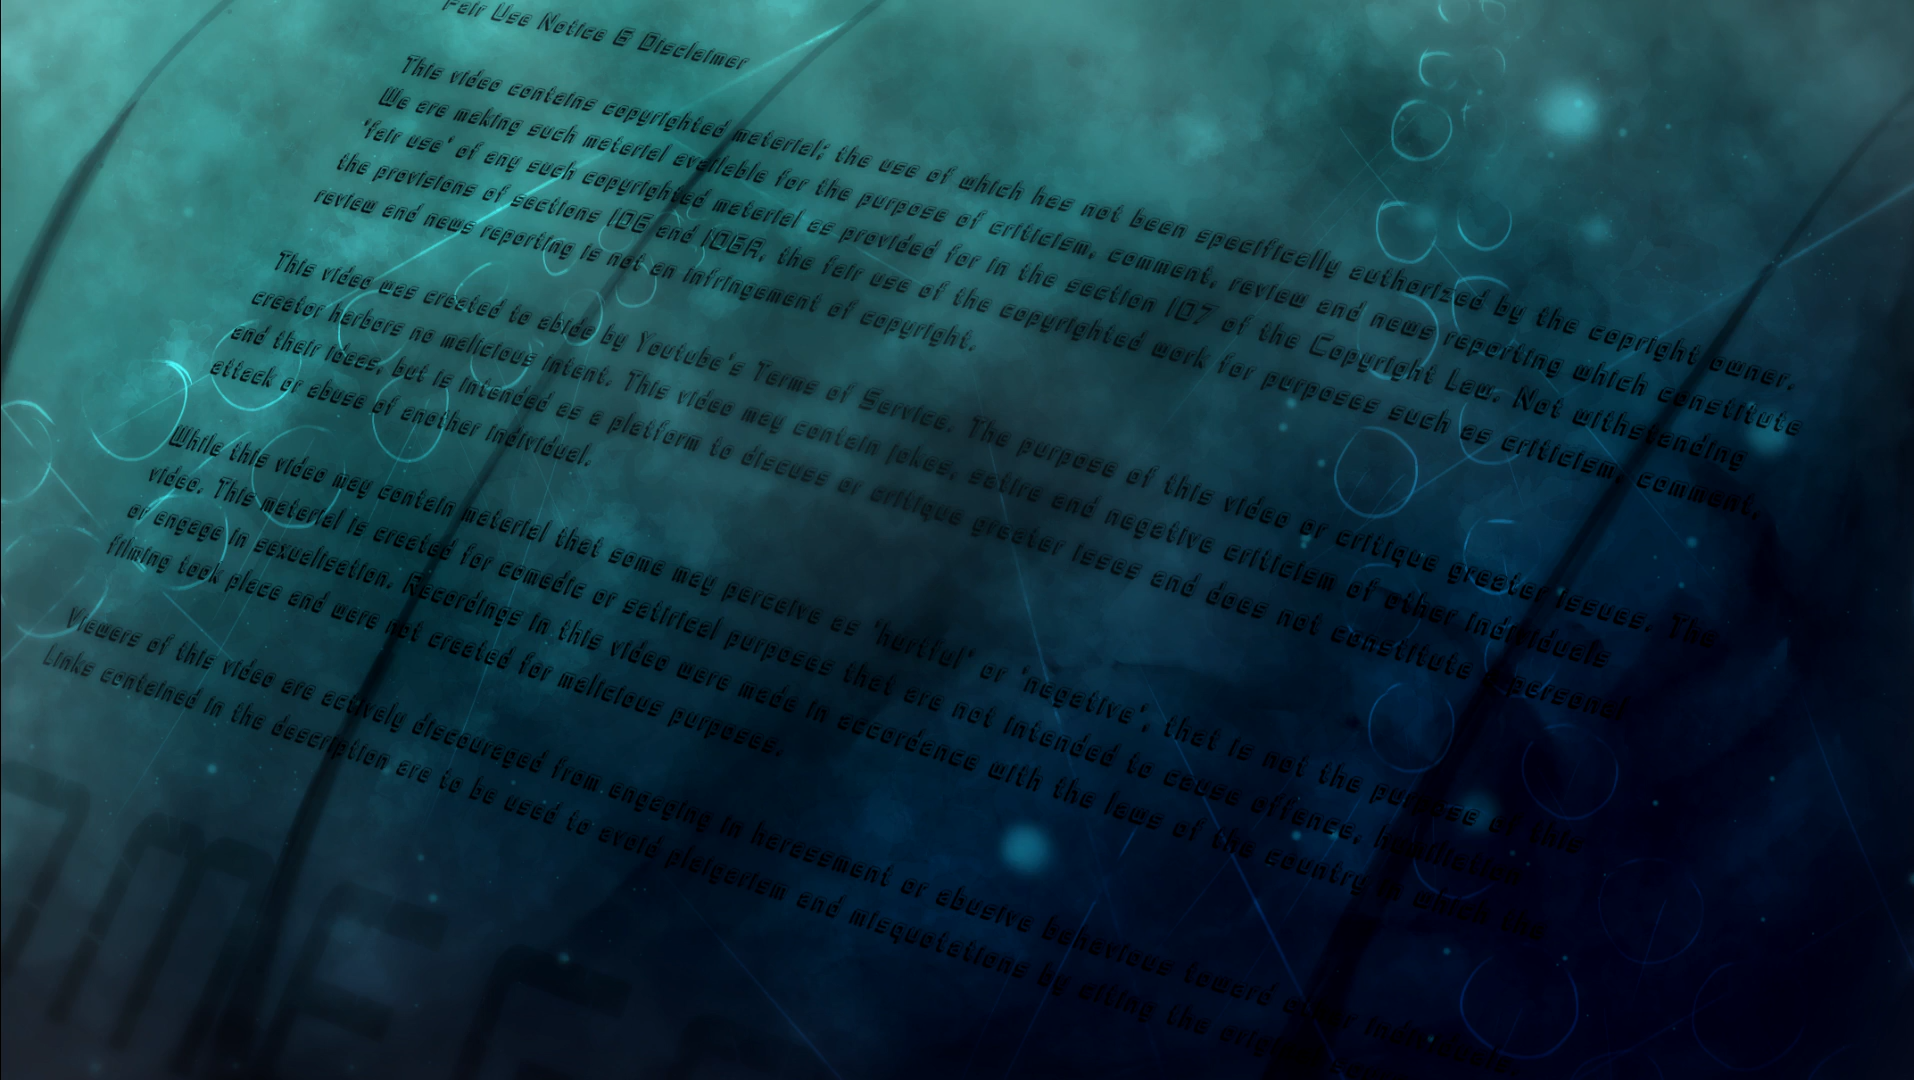 Fair Use Notice & Disclaimer
This video contains copyrighted material; the use of which has not been specifically authorized by the copright owner.
We are making such material available for the purpose of criticism, comment, review and news reporting which constitute
'fair use' of any such copyrighted material as provided for in the section 107 of the Copyright Law. Not withstanding
the provisions of sections 106 and 106A, the fair use of the copyrighted work for purposes such as criticism, comment,
review and news reporting is not an infringement of copyright.
This video was created to abide by Youtube's Terms of Service. The purpose of this video or critique greater issues. The
creator harbors no malicious intent. This video may contain jokes, satire and negative criticism of other individuals
and their ideas, but is intended as a platform to discuss or critique greater isses and does not constitute personal
attack or abuse of another individual.
While this video may contain material that some may perceive as 'hurtful' or 'negative'; that is not the purpose of this
video. This material is created for comedic or satirical purposes that are not intended to cause offence, humiliation
or engage in sexualisation. Recordings in this video were made in accordance with the laws of the country in which the
filming took place and were not created for malicious purposes.
Viewers of this video are actively discouraged from engaging in harassment or abusive behavious toward other individuals.
Links contained in the description are to be used to avoid plaigarism and misquotations by citing the original